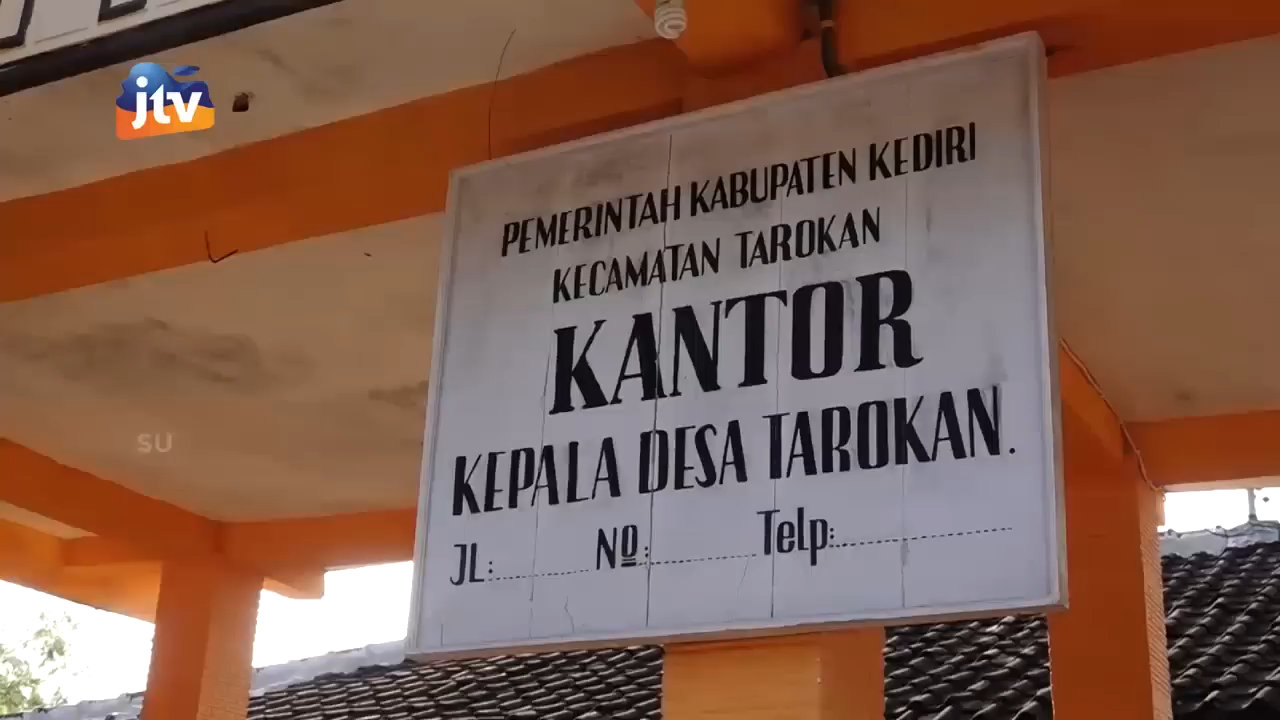 jtv
PEMERINTAH KABUPATEN KEDIRI
KECAMATAN TAROKAN
KANTOR
KEPALA DESA TAROKAN.
JL:............ Nº:............ Telp:........................
SU